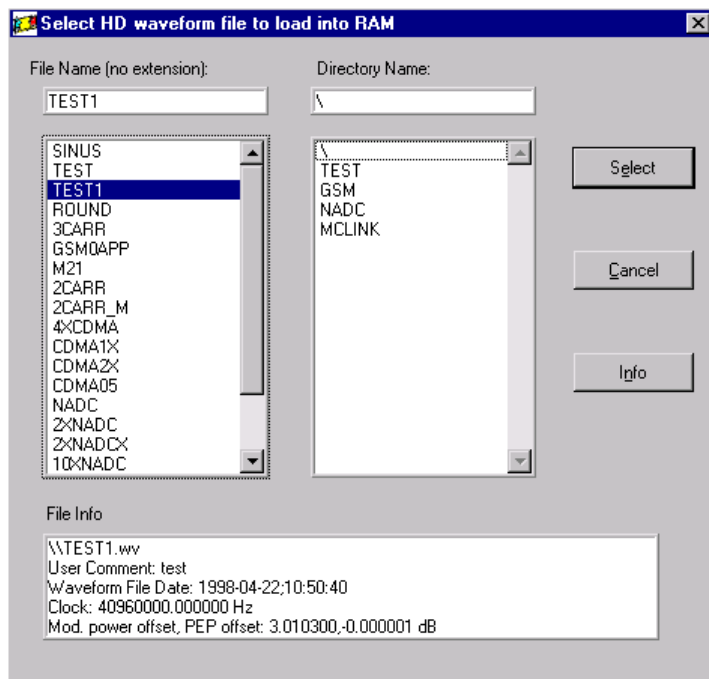 Select HD waveform file to load into RAM
File Name (no extension):
Directory Name:
TEST1
\
SINUS
TEST
TEST1
ROUND
3CARR
GSM0APP
M21
2CARR
2CARR_M
4XCDMA
CDMA1X
CDMA2X
CDMA05
NADC
2XNADC
2XNADCX
10XNADC
\
TEST
GSM
NADC
MCLINK
Select
Cancel
Info
File Info
\\TEST1.wv
User Comment: test
Waveform File Date: 1998-04-22;10:50:40
Clock: 40960000.000000 Hz
Mod. power offset, PEP offset: 3.010300,-0.000001 dB